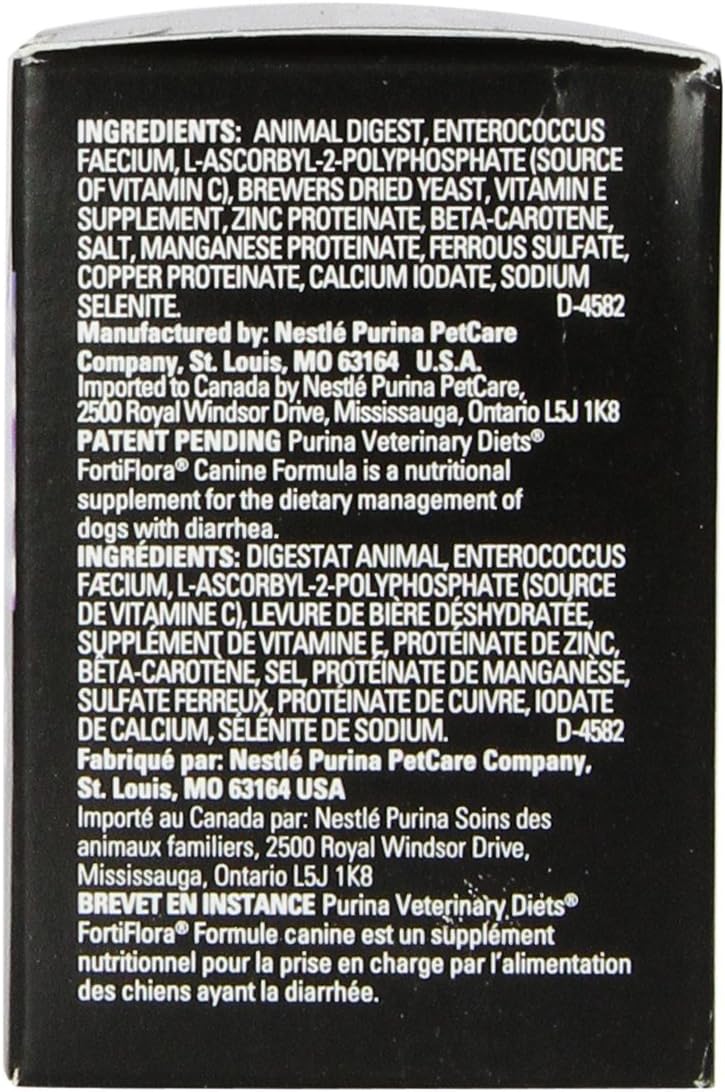 INGREDIENTS: ANIMAL DIGEST, ENTEROCOCCUS
FAECIUM, L-ASCORBYL-2-POLYPHOSPHATE (SOURCE
OF VITAMIN C), BREWERS DRIED YEAST, VITAMIN E
SUPPLEMENT, ZINC PROTEINATE, BETA-CAROTENE,
SALT, MANGANESE PROTEINATE, FERROUS SULFATE,
COPPER PROTEINATE, CALCIUM IODATE, SODIUM
SELENITE. D-4582
Manufactured by: Nestlé Purina PetCare
Company, St. Louis, MO 63164 U.S.A.
Imported to Canada by Nestlé Purina PetCare,
2500 Royal Windsor Drive, Mississauga, Ontario L5J 1K8
PATENT PENDING Purina Veterinary Diets®
FortiFlora® Canine Formula is a nutritional
supplement for the dietary management of
dogs with diarrhea.
INGRÉDIENTS: DIGESTAT ANIMAL, ENTEROCOCCUS
FÆCIUM, L-ASCORBYL-2-POLYPHOSPHATE (SOURCE
DE VITAMINE C), LEVURE DE BIÈRE DÉSHYDRATÉE,
SUPPLÉMENT DE VITAMINE E, PROTÉINATE DE ZINC,
BÊTA-CAROTÈNE, SEL, PROTÉINATE DE MANGANÈSE,
SULFATE FERREUX, PROTÉINATE DE CUIVRE, IODATE
DE CALCIUM, SÉLÉNITE DE SODIUM. D-4582
Fabriqué par: Nestlé Purina PetCare Company,
St. Louis, MO 63164 USA
Importé au Canada par: Nestlé Purina Soins des
animaux familiers, 2500 Royal Windsor Drive,
Mississauga, Ontario L5J 1K8
BREVET EN INSTANCE Purina Veterinary Diets®
FortiFlora® Formule canine est un supplément
nutritionnel pour la prise en charge par l'alimentation
des chiens ayant la diarrhée.